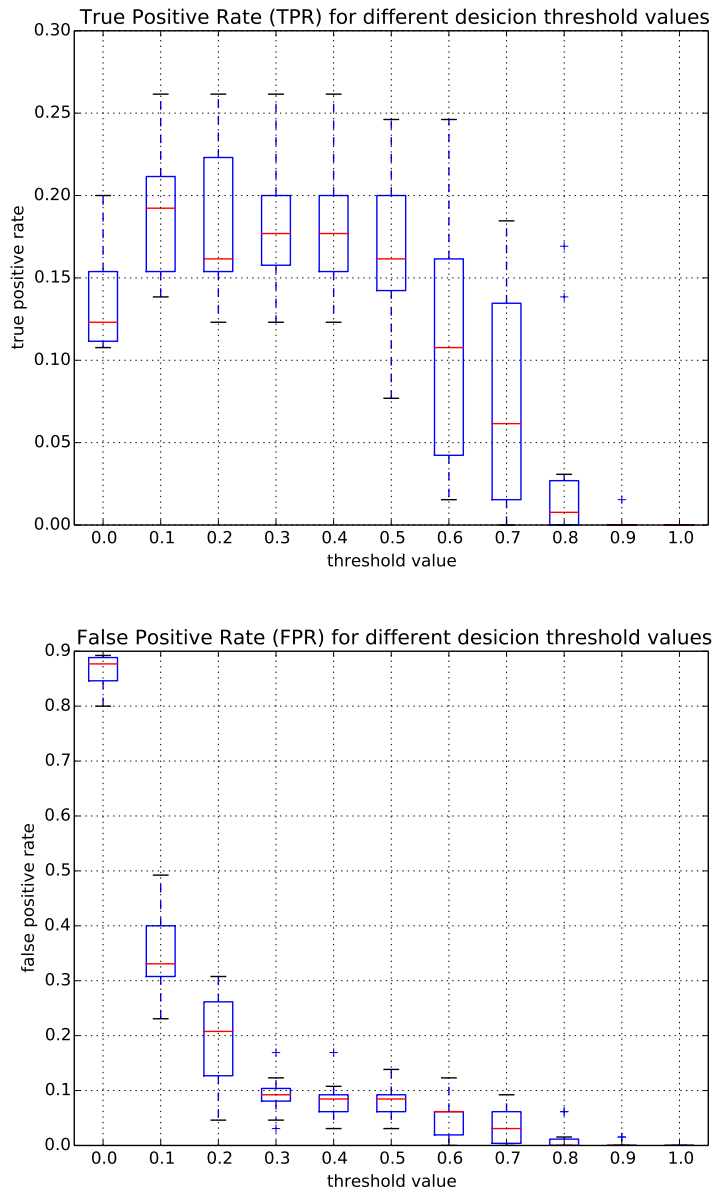 True Positive Rate (TPR) for different desicion threshold values
0.30
0.25
0.20
0.15
0.10
0.05
0.00
true positive rate
0.0 0.1 0.2 0.3 0.4 0.5 0.6 0.7 0.8 0.9 1.0
threshold value
False Positive Rate (FPR) for different desicion threshold values
0.9
0.8
0.7
0.6
0.5
0.4
0.3
0.2
0.1
0.0
false positive rate
0.0 0.1 0.2 0.3 0.4 0.5 0.6 0.7 0.8 0.9 1.0
threshold value